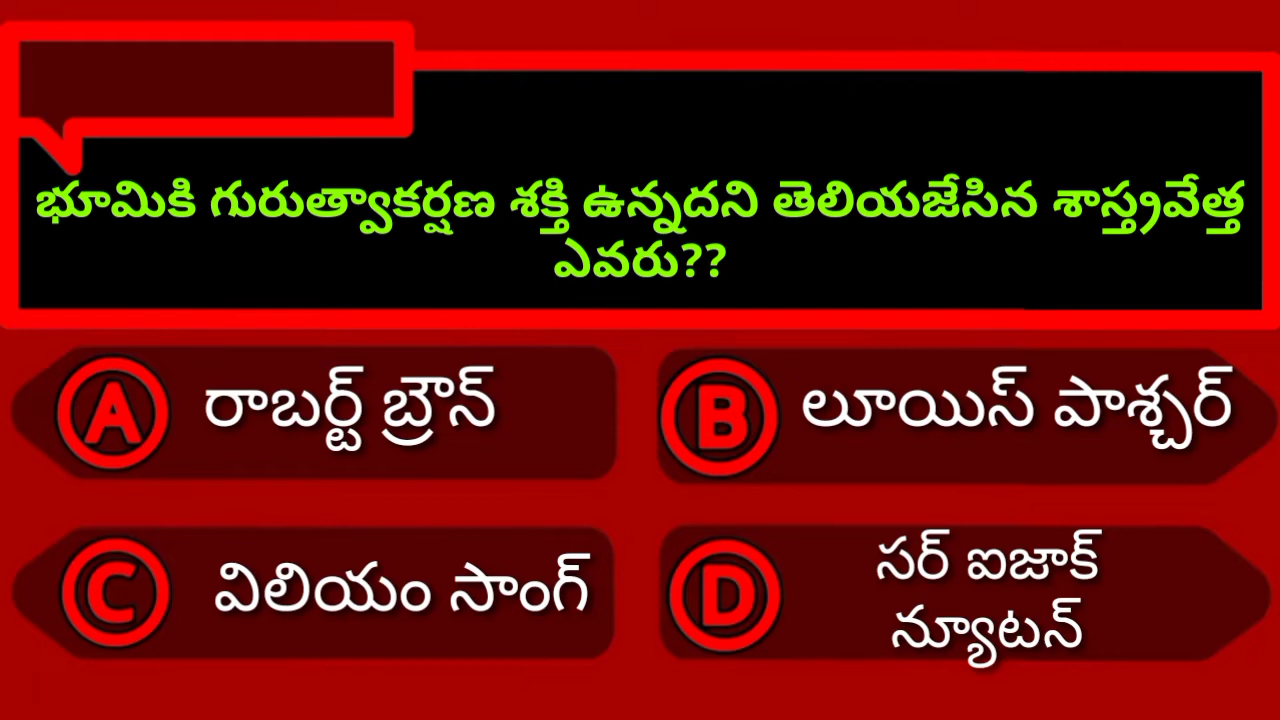 భూమికి గురుత్వాకర్షణ శక్తి ఉన్నదని తెలియజేసిన శాస్త్రవేత్త
ఎవరు??
A రాబర్ట్ బ్రౌన్
B లూయిస్ పాశ్చర్
C విలియం సాంగ్
D సర్ ఐజాక్
న్యూటన్